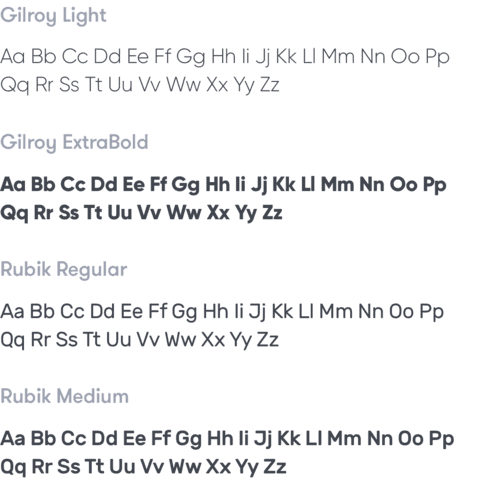 Gilroy Light
Aa Bb Cc Dd Ee Ff Gg Hh Ii Jj Kk Ll Mm Nn Oo Pp
Qq Rr Ss Tt Uu Vv Ww Xx Yy Zz
Gilroy ExtraBold
Aa Bb Cc Dd Ee Ff Gg Hh Ii Jj Kk Ll Mm Nn Oo Pp
Qq Rr Ss Tt Uu Vv Ww Xx Yy Zz
Rubik Regular
Aa Bb Cc Dd Ee Ff Gg Hh Ii Jj Kk Ll Mm Nn Oo Pp
Qq Rr Ss Tt Uu Vv Ww Xx Yy Zz
Rubik Medium
Aa Bb Cc Dd Ee Ff Gg Hh Ii Jj Kk Ll Mm Nn Oo Pp
Qq Rr Ss Tt Uu Vv Ww Xx Yy Zz